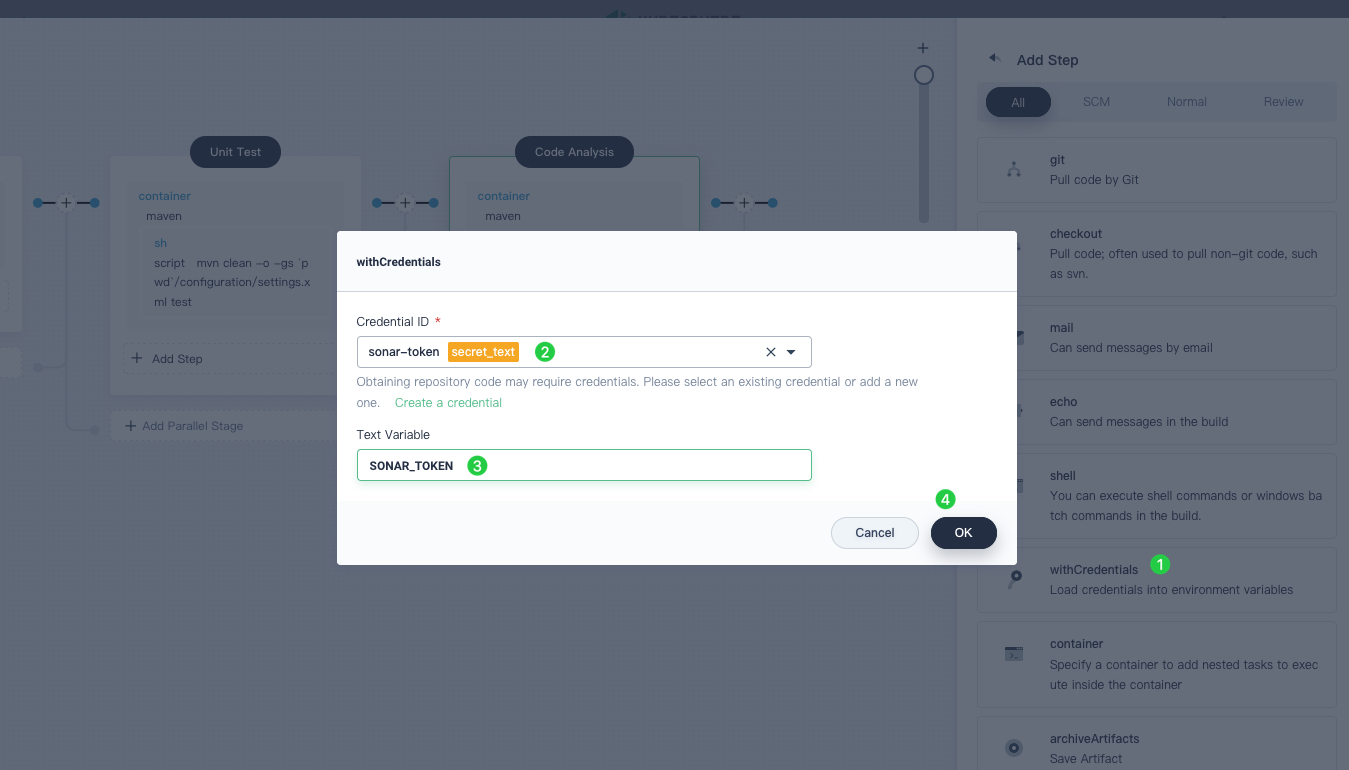 Add Step
All
SCM
Normal
Review
Unit Test
container
maven
sh
script mvn clean -o -gs `p
wd`/configuration/settings.x
ml test
Add Step
Add Parallel Stage
Code Analysis
container
maven
withCredentials
Credential ID *
sonar-token secret_text 2
Obtaining repository code may require credentials. Please select an existing credential or add a new
one. Create a credential
Text Variable
SONAR_TOKEN 3
4
Cancel
OK
git
Pull code by Git
checkout
Pull code; often used to pull non-git code, such
as svn.
mail
Can send messages by email
echo
Can send messages in the build
shell
You can execute shell commands or windows ba
tch commands in the build.
withCredentials 1
Load credentials into environment variables
container
Specify a container to add nested tasks to exec
ute inside the container
archiveArtifacts
Save Artifact